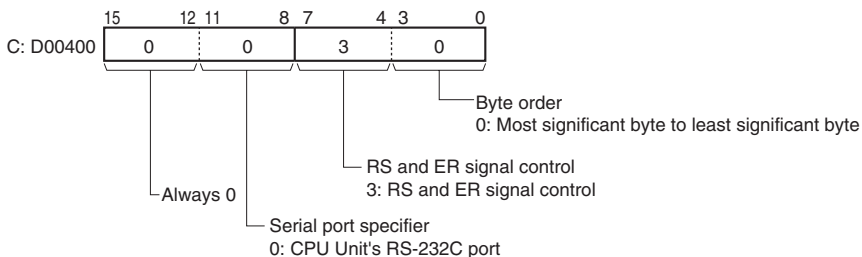 15 12 11 8 7 4 3 0
C: D00400 0 0 3 0
Byte order
0: Most significant byte to least significant byte
RS and ER signal control
3: RS and ER signal control
Always 0
Serial port specifier
0: CPU Unit's RS-232C port